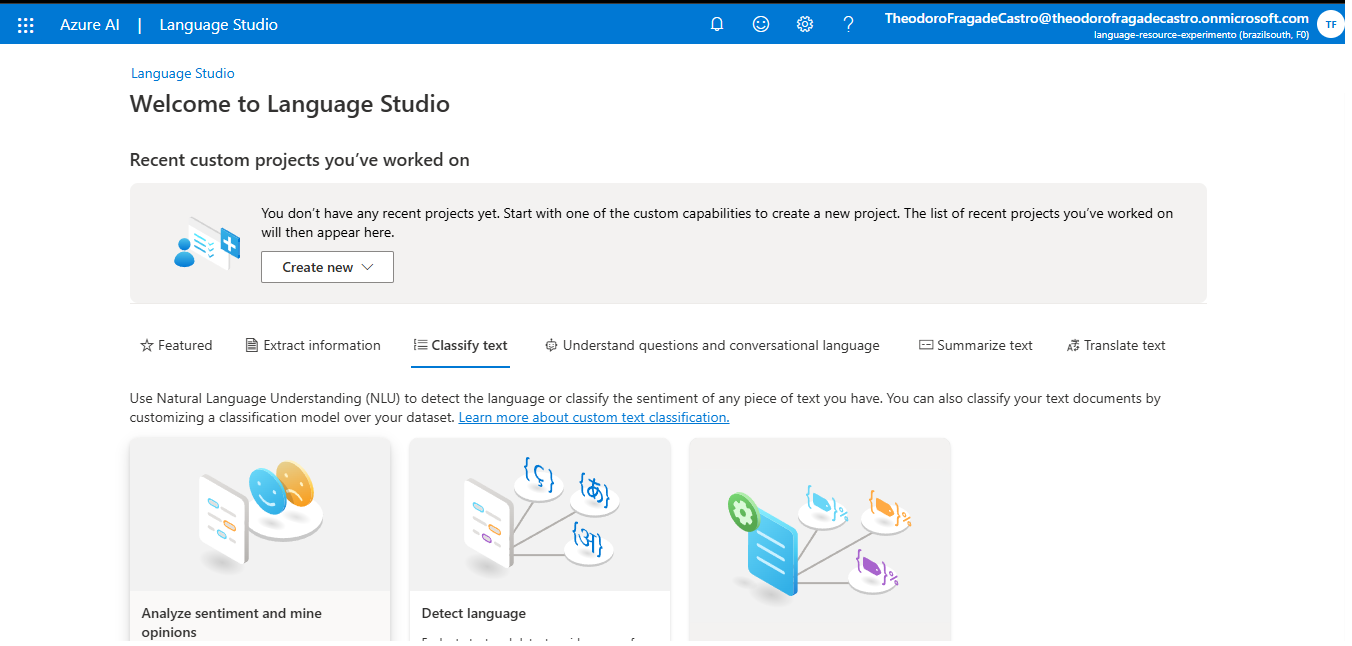 Azure AI | Language Studio
TheodoroFragadeCastro@theodorofragadecastro.onmicrosoft.com
language-resource-experimento (brazilsouth, F0)
TF
Language Studio
Welcome to Language Studio
Recent custom projects you’ve worked on
You don’t have any recent projects yet. Start with one of the custom capabilities to create a new project. The list of recent projects you’ve worked on
will then appear here.
Create new
Featured
Extract information
Classify text
Understand questions and conversational language
Summarize text
Translate text
Use Natural Language Understanding (NLU) to detect the language or classify the sentiment of any piece of text you have. You can also classify your text documents by
customizing a classification model over your dataset. Learn more about custom text classification.
{ç}
{あ}
{अ}
Analyze sentiment and mine
opinions
Detect language